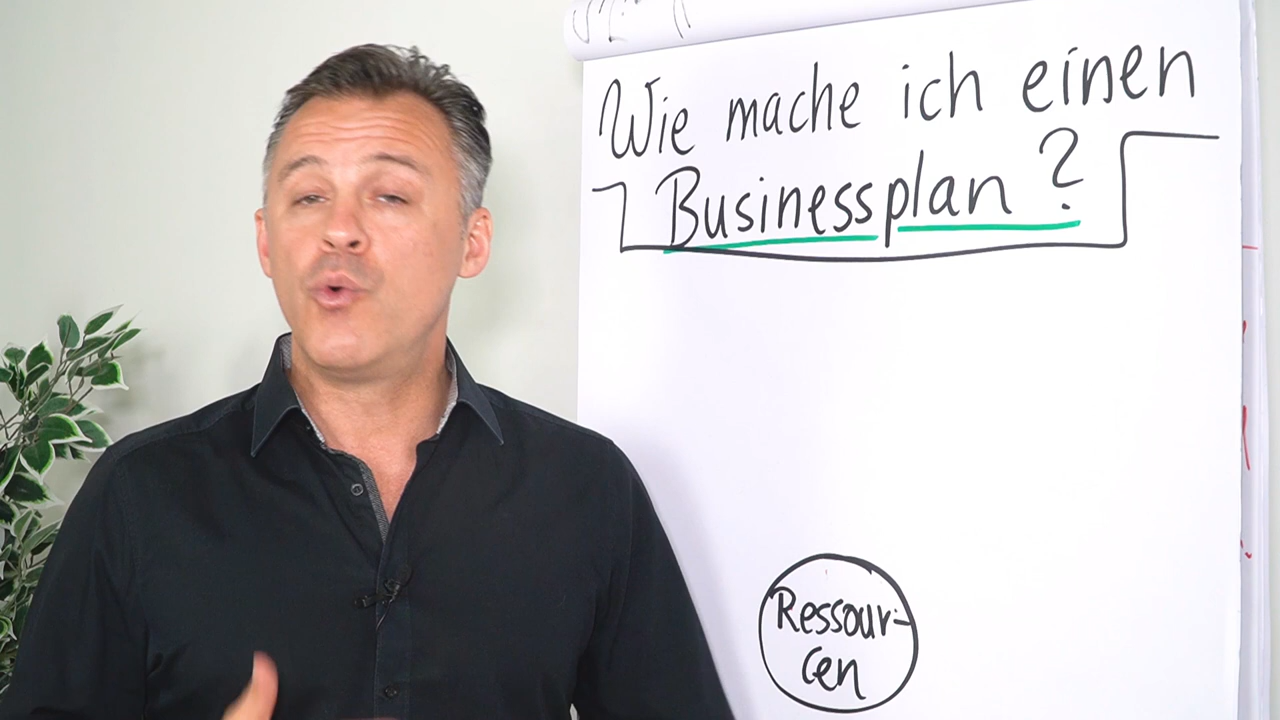 Wie mache ich einen
Businessplan ?
Ressour-
cen